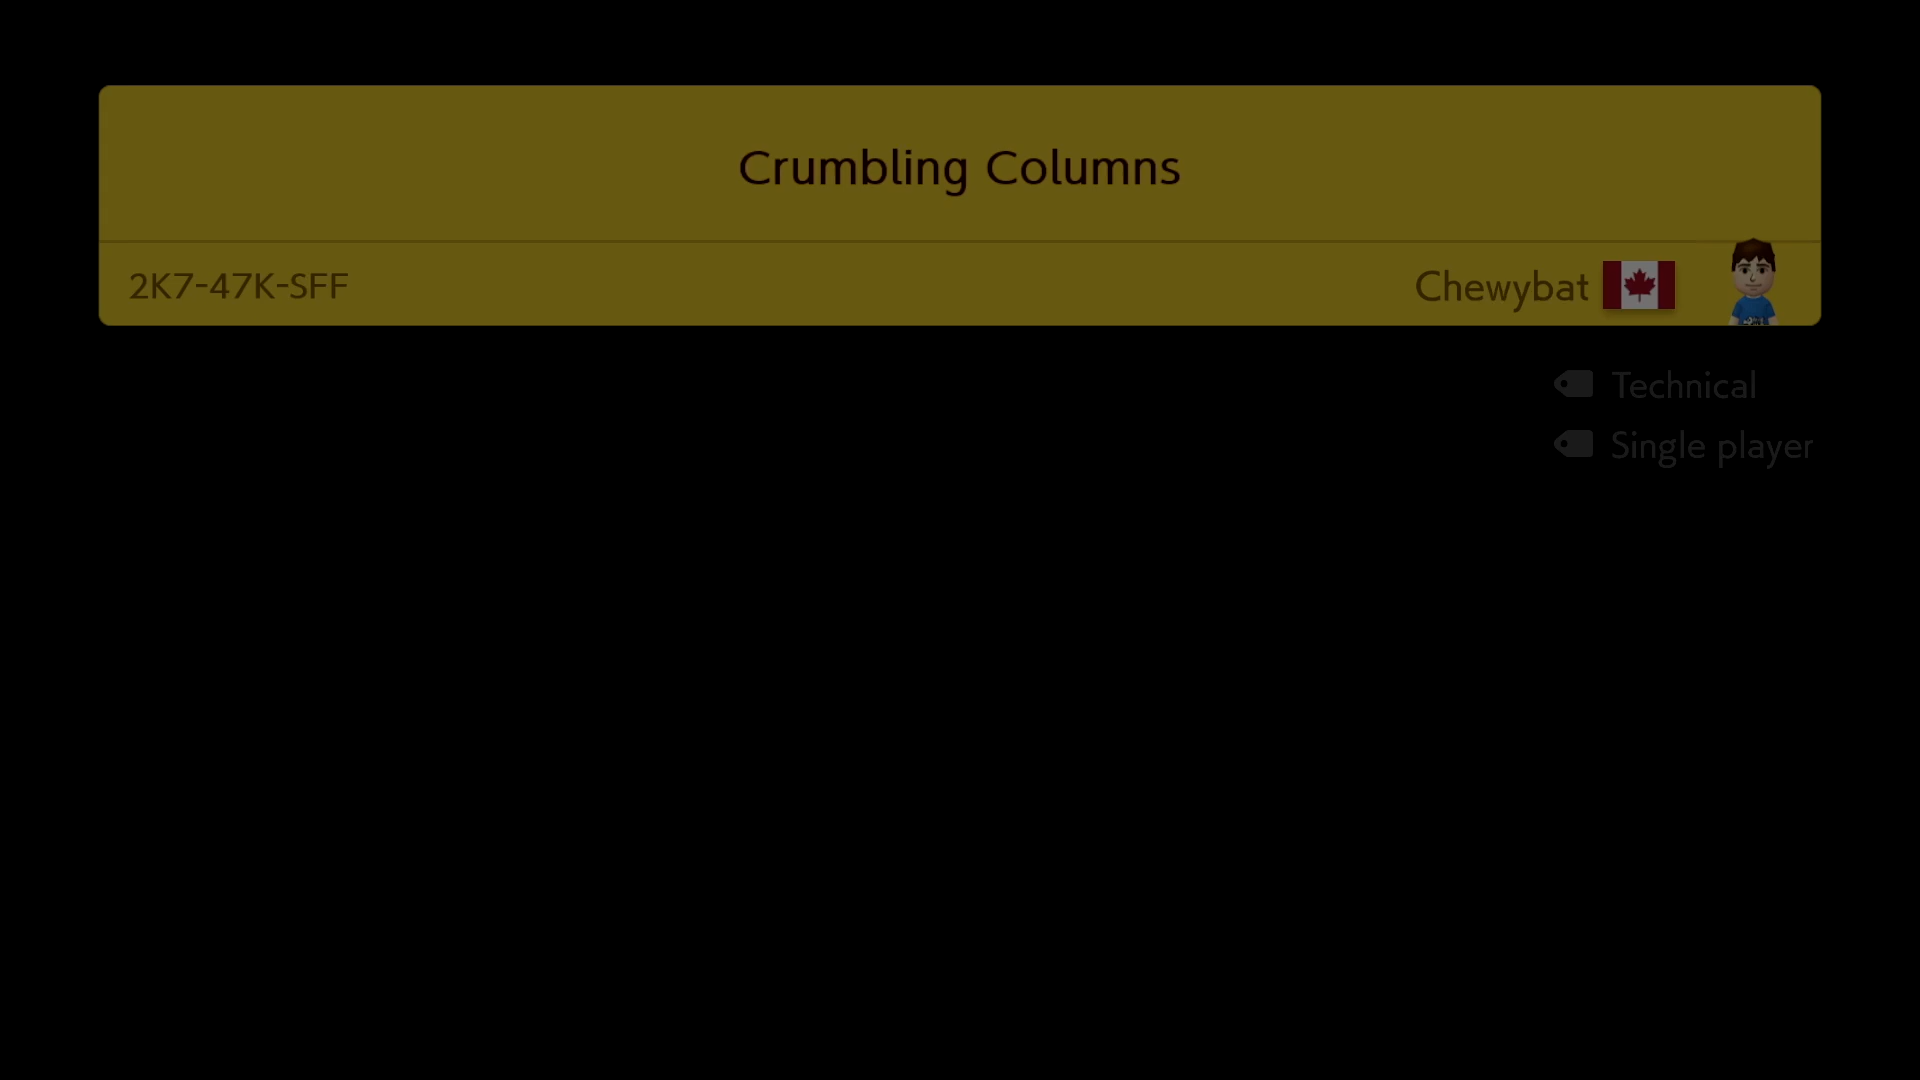 Crumbling Columns
2K7-47K-SFF
Chewybat
Technical
Single player